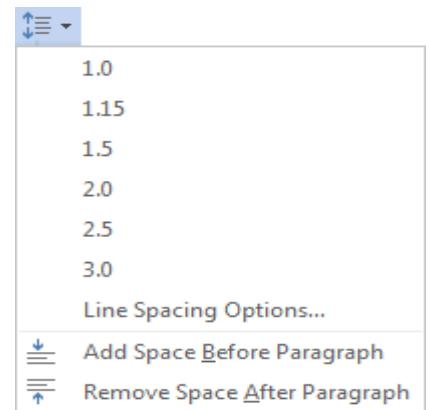 1.0
1.15
1.5
2.0
2.5
3.0
Line Spacing Options...
Add Space Before Paragraph
Remove Space After Paragraph